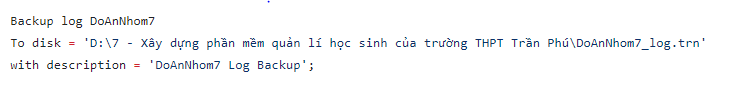 Backup log DoAnNhom7
To disk = 'D:\7 - Xây dựng phần mềm quản lí học sinh của trường THPT Trần Phú\DoAnNhom7_log.trn'
with description = 'DoAnNhom7 Log Backup';